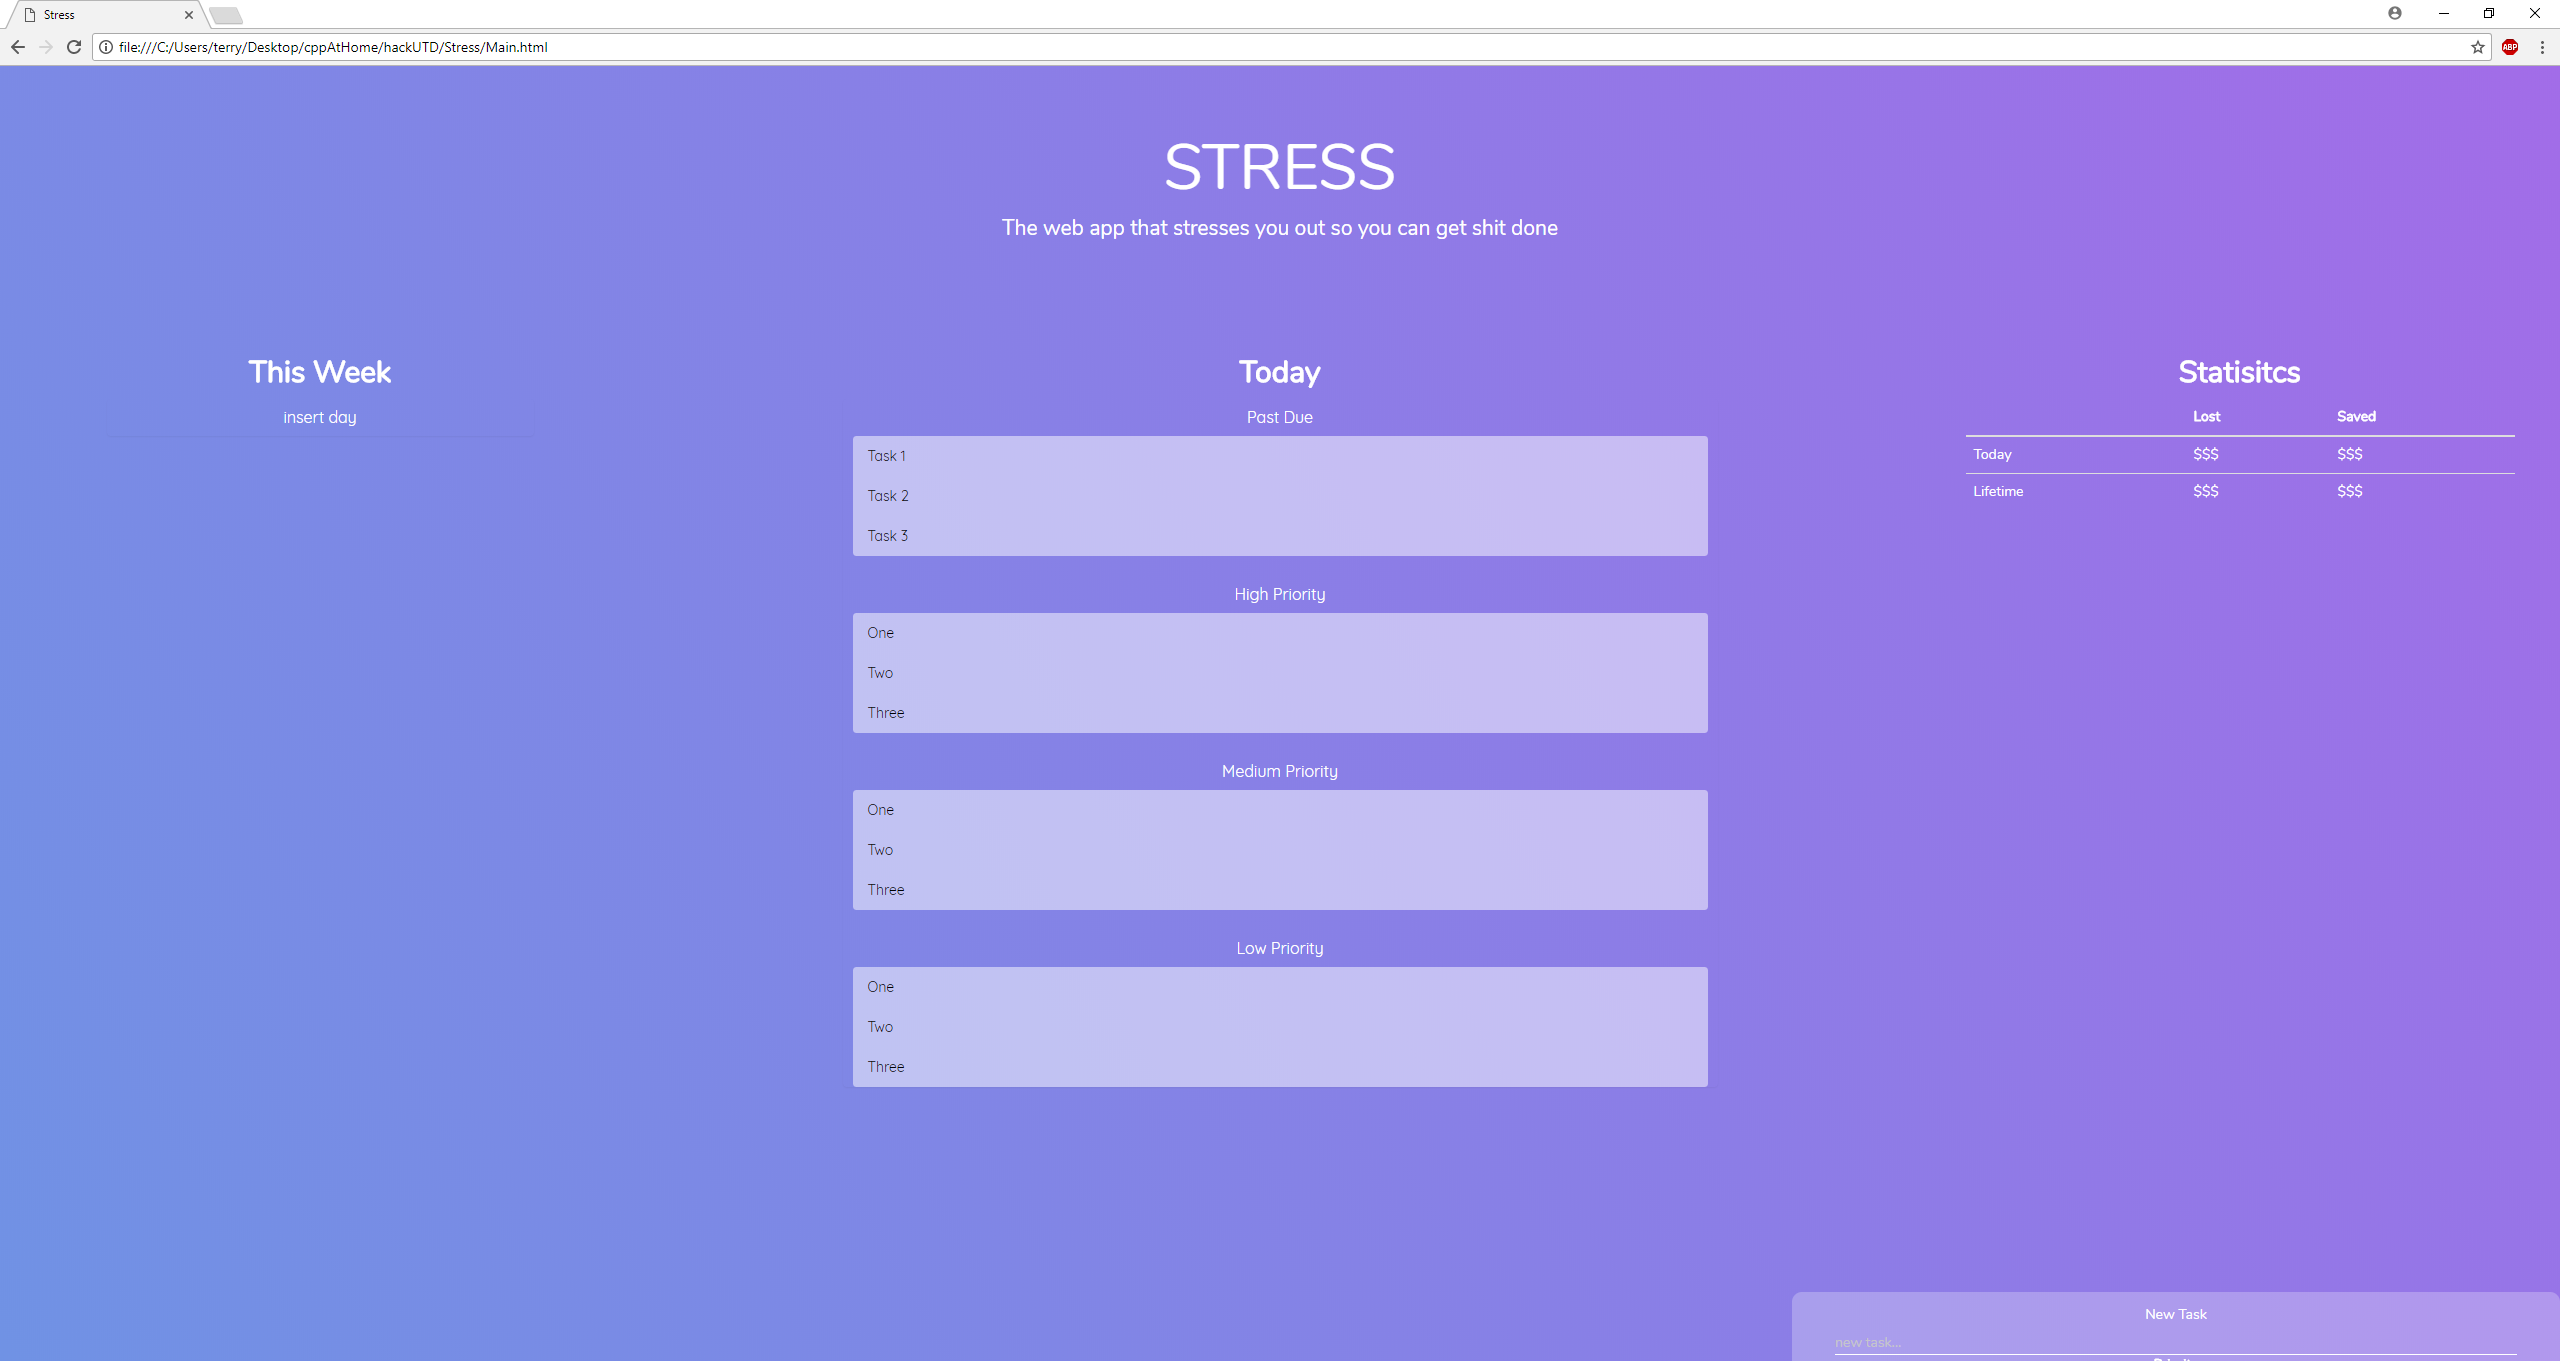 Stress
file:///C:/Users/terry/Desktop/cppAtHome/hackUTD/Stress/Main.html
ABP
STRESS
The web app that stresses you out so you can get shit done
This Week
insert day
Today
Past Due
Task 1
Task 2
Task 3
High Priority
One
Two
Three
Medium Priority
One
Two
Three
Low Priority
One
Two
Three
Statisitcs
Lost Saved
Today $$$ $$$
Lifetime $$$ $$$
New Task
new task...